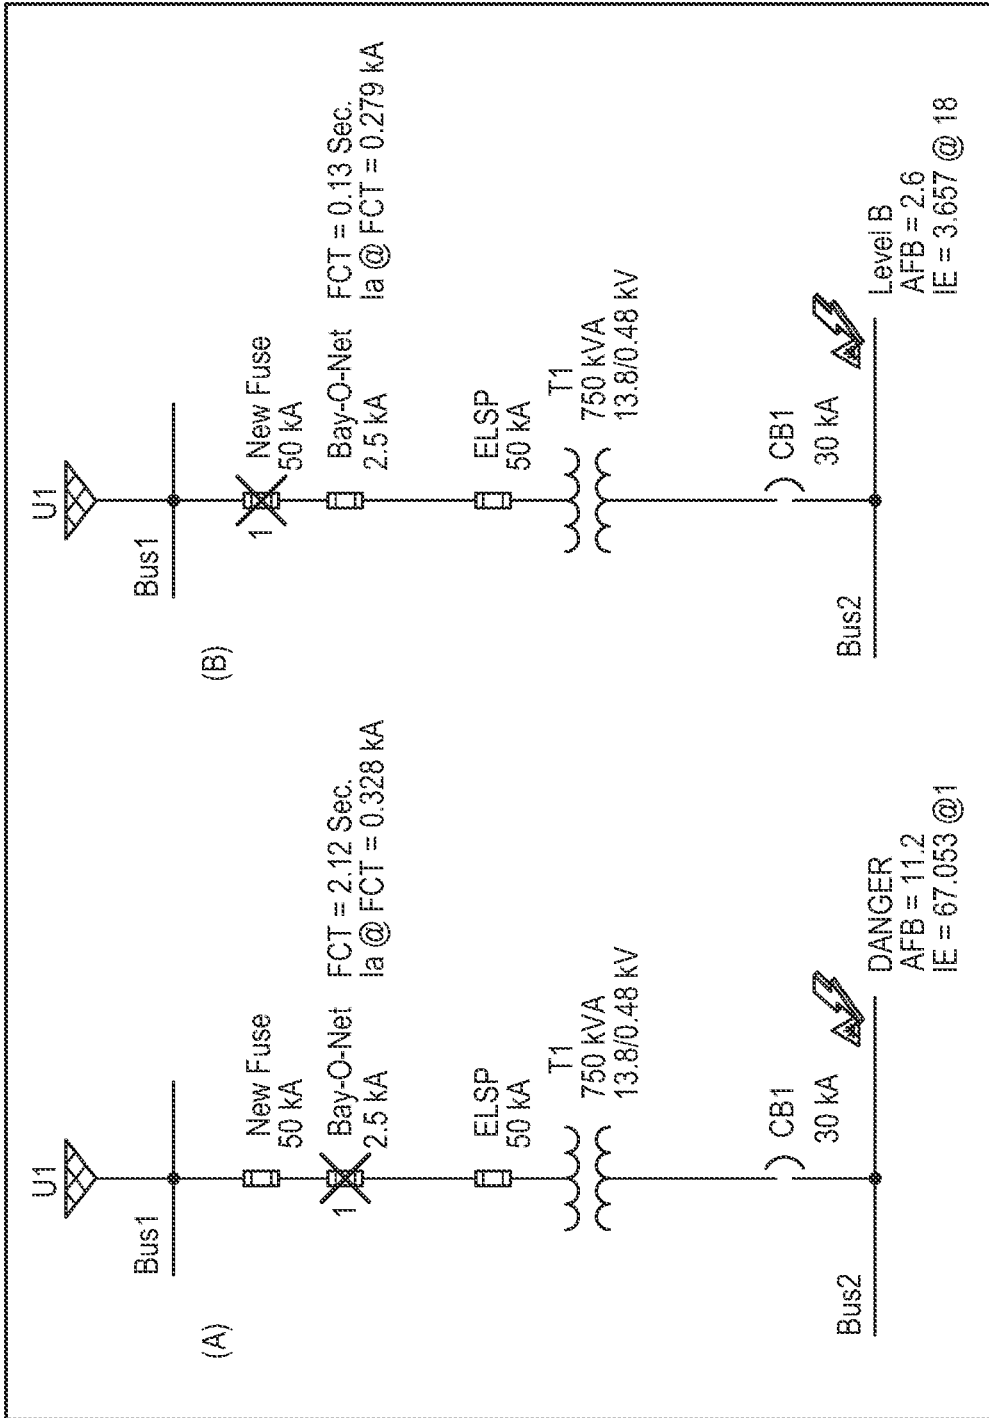 (A)
U1
Bus1
New Fuse
50 kA
1
Bay-O-Net
2.5 kA
FCT = 2.12 Sec.
Ia @ FCT = 0.328 kA
ELSP
50 kA
T1
750 kVA
13.8/0.48 kV
CB1
30 kA
Bus2
DANGER
AFB = 11.2
IE = 67.053 @1
(B)
U1
Bus1
New Fuse
50 kA
1
Bay-O-Net
2.5 kA
FCT = 0.13 Sec.
Ia @ FCT = 0.279 kA
ELSP
50 kA
T1
750 kVA
13.8/0.48 kV
CB1
30 kA
Bus2
Level B
AFB = 2.6
IE = 3.657 @ 18